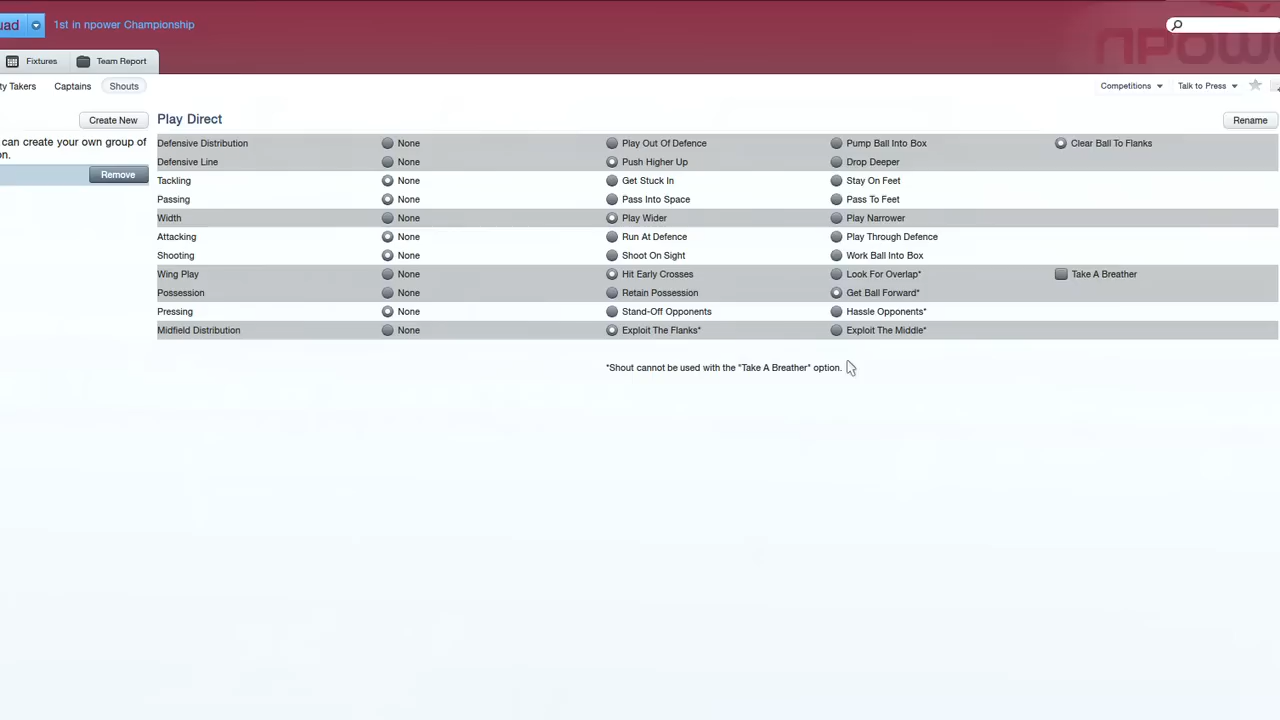 uad 1st in npower Championship
nPOW
Fixtures Team Report
ty Takers Captains Shouts Competitions Talk to Press
Create New Play Direct Rename
can create your own group of
on.
Remove
Defensive Distribution None Play Out Of Defence Pump Ball Into Box Clear Ball To Flanks
Defensive Line None Push Higher Up Drop Deeper
Tackling None Get Stuck In Stay On Feet
Passing None Pass Into Space Pass To Feet
Width None Play Wider Play Narrower
Attacking None Run At Defence Play Through Defence
Shooting None Shoot On Sight Work Ball Into Box
Wing Play None Hit Early Crosses Look For Overlap* Take A Breather
Possession None Retain Possession Get Ball Forward*
Pressing None Stand-Off Opponents Hassle Opponents*
Midfield Distribution None Exploit The Flanks* Exploit The Middle*
*Shout cannot be used with the "Take A Breather" option.